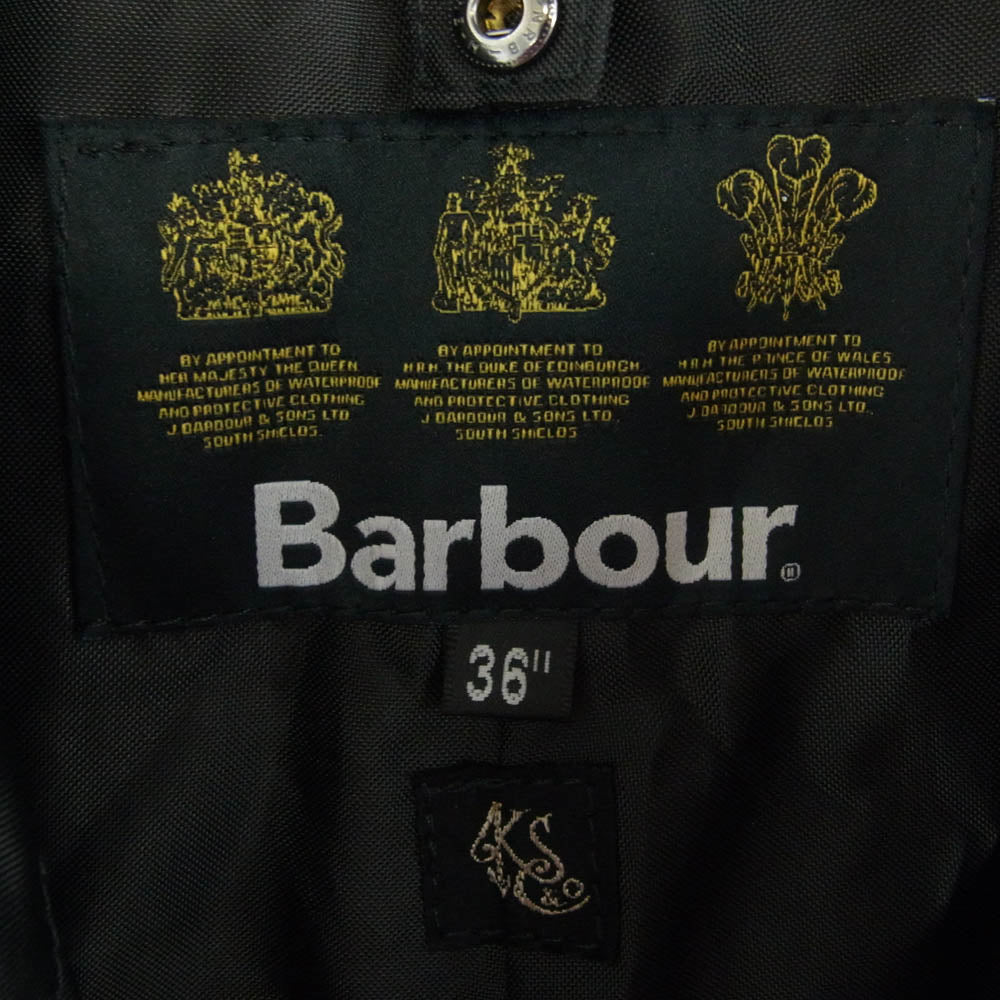 BY APPOINTMENT TO
HER MAJESTY THE QUEEN
MANUFACTURERS OF WATERPROOF
AND PROTECTIVE CLOTHING
J. BARBOUR & SONS LTD
SOUTH SHIELDS
BY APPOINTMENT TO
H.R.H. THE DUKE OF EDINBURGH
MANUFACTURERS OF WATERPROOF
AND PROTECTIVE CLOTHING
J. BARBOUR & SONS LTD.
SOUTH SHIELDS
BY APPOINTMENT TO
H.R.H. THE PRINCE OF WALES
MANUFACTURERS OF WATERPROOF
AND PROTECTIVE CLOTHING
J. BARBOUR & SONS LTD.
SOUTH SHIELDS
Barbour®
36"
KS
&Co